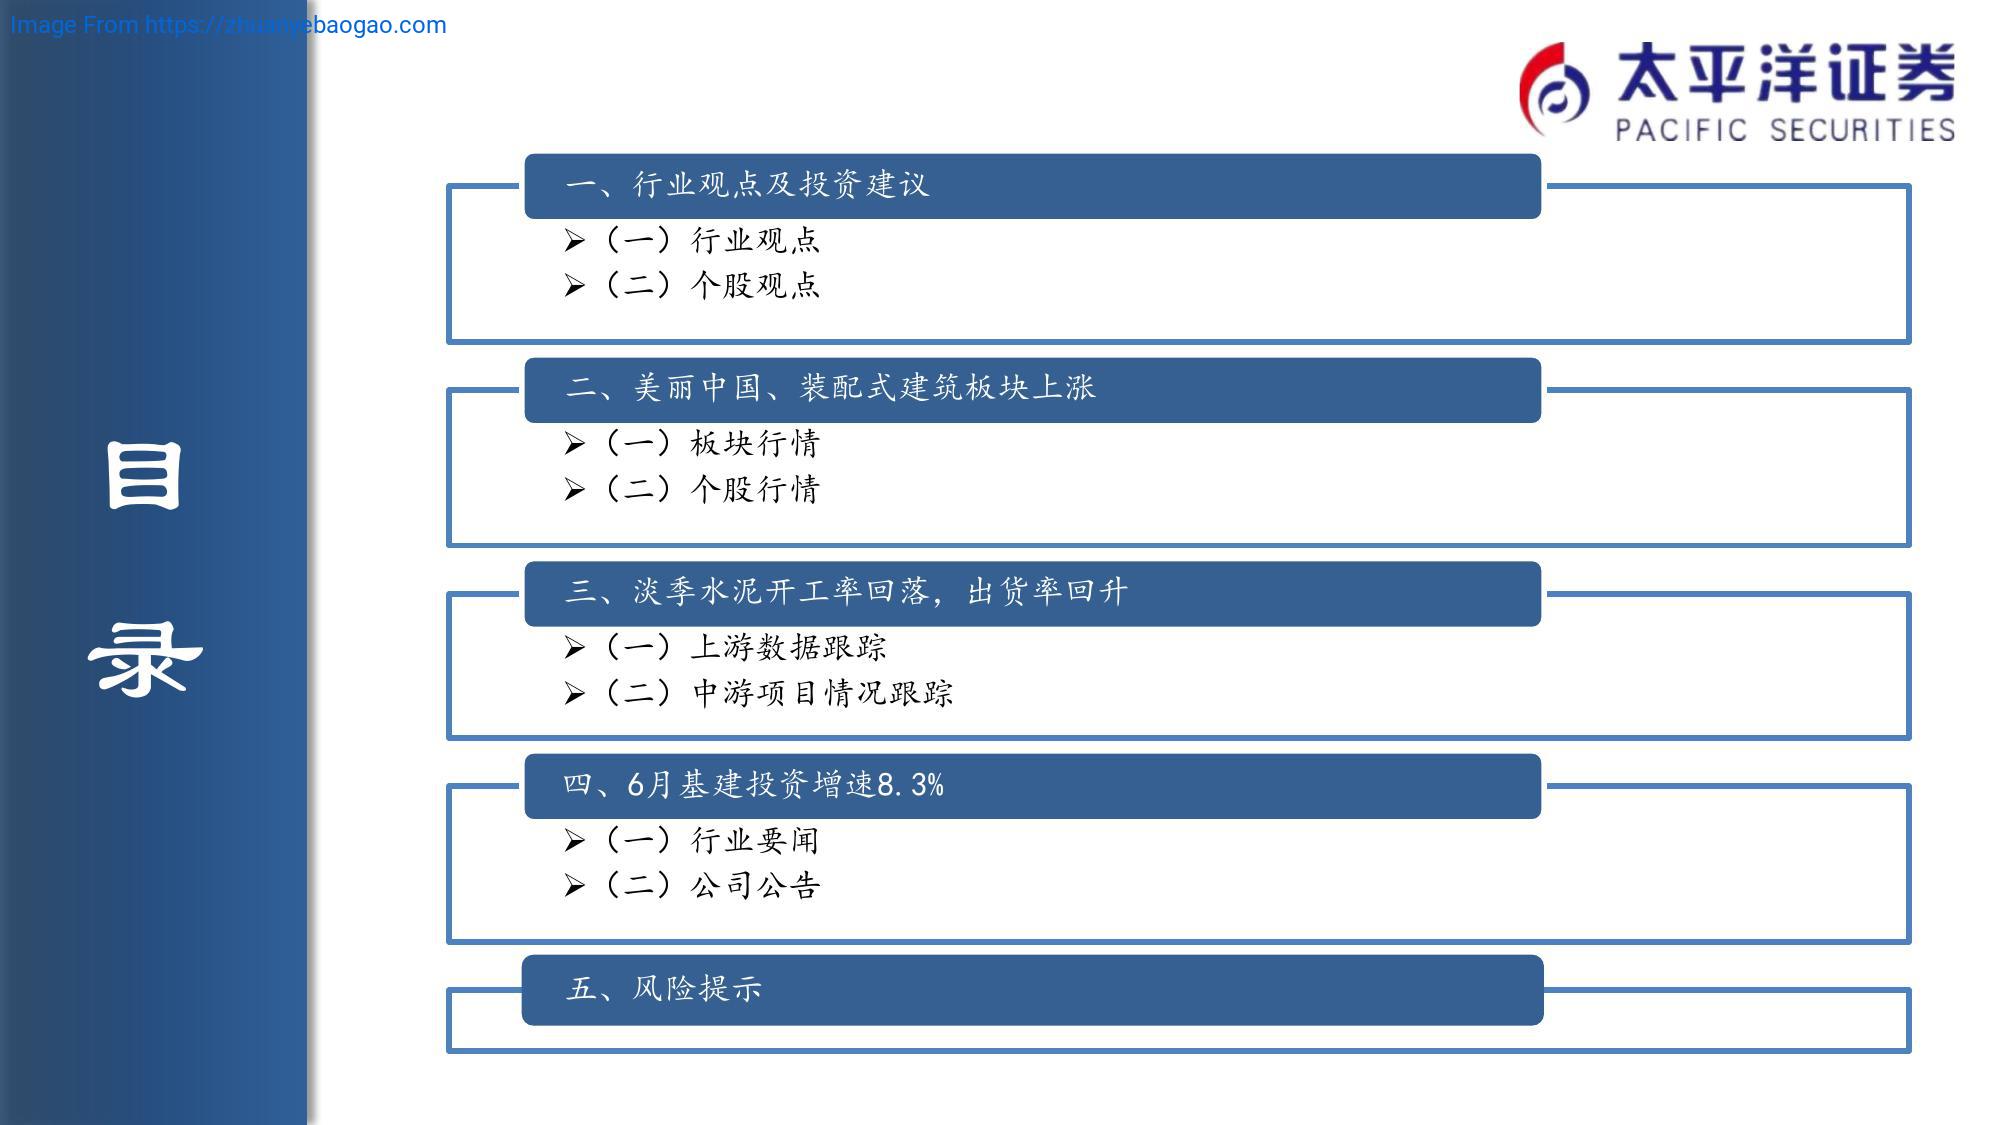 Image From https://zhuanyebaogao.com
太平洋证券
PACIFIC SECURITIES
目
录
一、行业观点及投资建议
➢（一）行业观点
➢（二）个股观点
二、美丽中国、装配式建筑板块上涨
➢（一）板块行情
➢（二）个股行情
三、淡季水泥开工率回落，出货率回升
➢（一）上游数据跟踪
➢（二）中游项目情况跟踪
四、6月基建投资增速8.3%
➢（一）行业要闻
➢（二）公司公告
五、风险提示